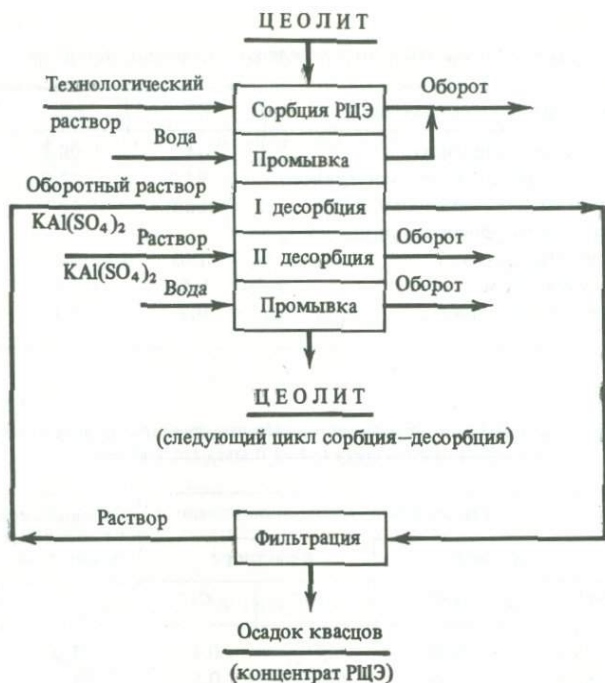 ЦЕОЛИТ
Технологический
раствор
Сорбция РЩЭ
Оборот
Вода
Промывка
Оборотный раствор
KAl(SO₄)₂
I десорбция
Раствор
KAl(SO₄)₂
II десорбция
Оборот
Вода
Промывка
Оборот
ЦЕОЛИТ
(следующий цикл сорбция–десорбция)
Раствор
Фильтрация
Осадок квасцов
(концентрат РЩЭ)